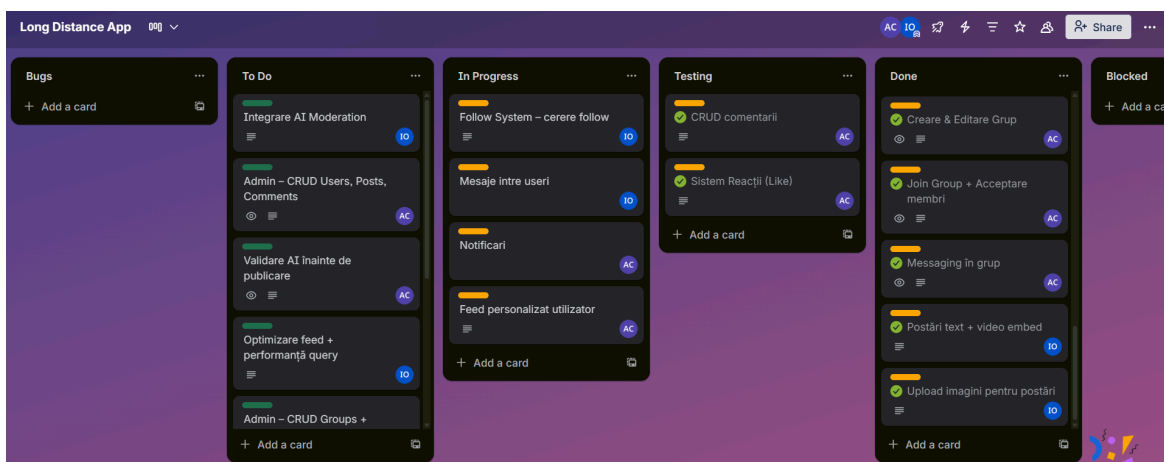 Long Distance App
AC IO
Share
Bugs
Add a card
To Do
Integrare AI Moderation
IO
Admin – CRUD Users, Posts,
Comments
AC
Validare AI înainte de
publicare
AC
Optimizare feed +
performanță query
IO
Admin – CRUD Groups +
Add a card
In Progress
Follow System – cerere follow
IO
Mesaje intre useri
IO
Notificari
AC
Feed personalizat utilizator
AC
Add a card
Testing
CRUD comentarii
AC
Sistem Reacții (Like)
AC
Add a card
Done
Creare & Editare Grup
AC
Join Group + Acceptare
membri
AC
Messaging în grup
AC
Postări text + video embed
IO
Upload imagini pentru postări
IO
Add a card
Blocked
Add a ca